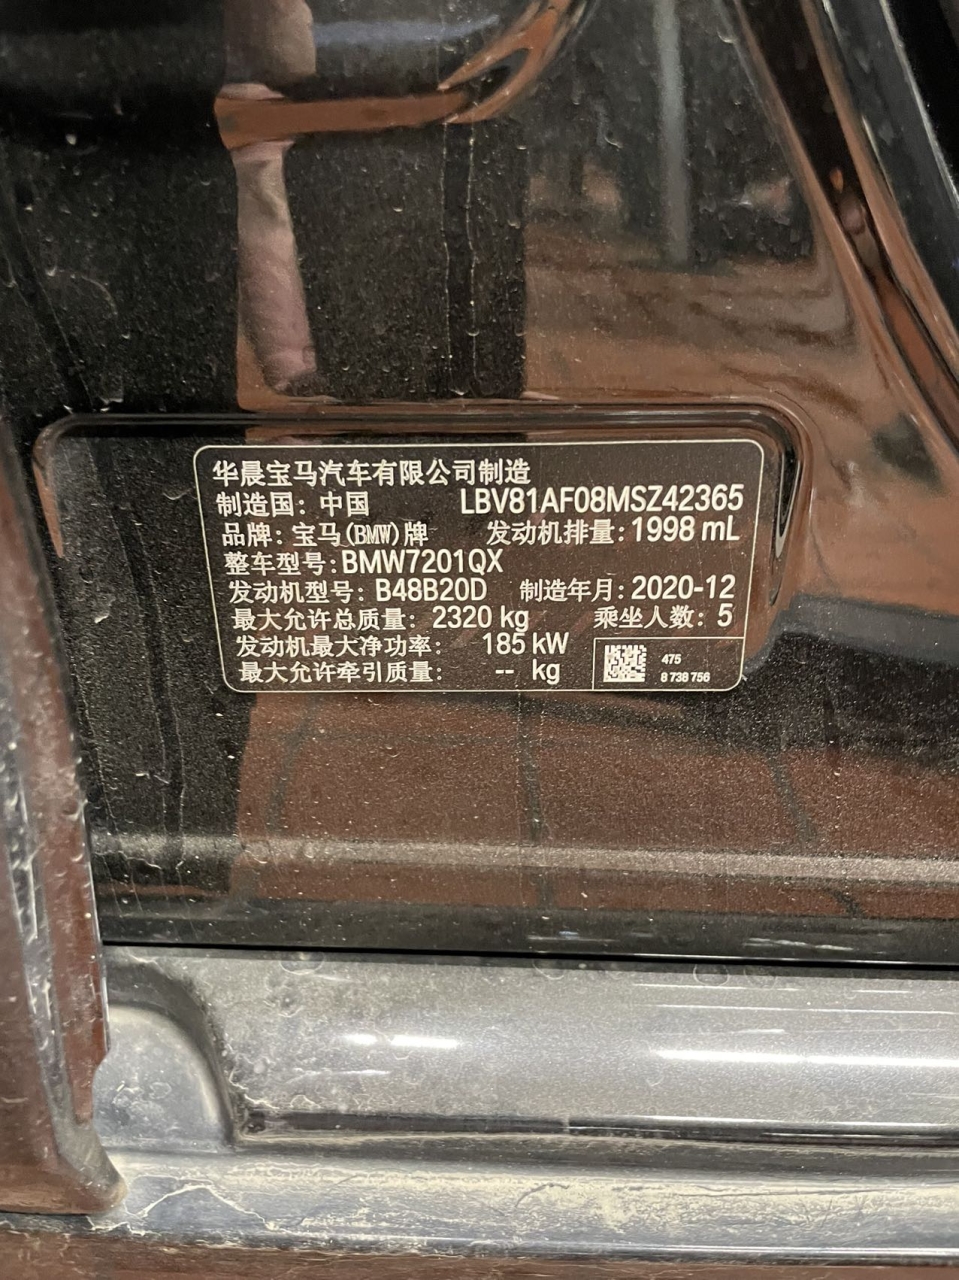 华晨宝马汽车有限公司制造
制造国：中国 LBV81AF08MSZ42365
品牌：宝马(BMW)牌 发动机排量：1998 mL
整车型号：BMW7201QX
发动机型号：B48B20D 制造年月：2020-12
最大允许总质量：2320 kg 乘坐人数：5
发动机最大净功率：185 kW
最大允许牵引质量：-- kg
475
8 738 756